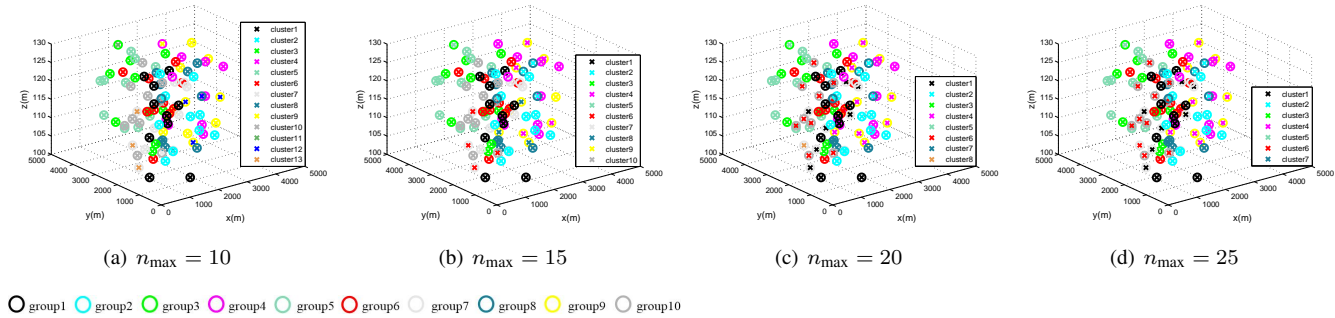 130
125
120
115
110
105
100
z(m)
5000
4000
3000
2000
1000
0
y(m)
0
1000
2000
3000
4000
5000
x(m)
cluster1
cluster2
cluster3
cluster4
cluster5
cluster6
cluster7
cluster8
cluster9
cluster10
cluster11
cluster12
cluster13
(a) n_max = 10
130
125
120
115
110
105
100
z(m)
5000
4000
3000
2000
1000
0
y(m)
0
1000
2000
3000
4000
5000
x(m)
cluster1
cluster2
cluster3
cluster4
cluster5
cluster6
cluster7
cluster8
cluster9
cluster10
(b) n_max = 15
130
125
120
115
110
105
100
z(m)
5000
4000
3000
2000
1000
0
y(m)
0
1000
2000
3000
4000
5000
x(m)
cluster1
cluster2
cluster3
cluster4
cluster5
cluster6
cluster7
cluster8
(c) n_max = 20
130
125
120
115
110
105
100
z(m)
5000
4000
3000
2000
1000
0
y(m)
0
1000
2000
3000
4000
5000
x(m)
cluster1
cluster2
cluster3
cluster4
cluster5
cluster6
cluster7
(d) n_max = 25
group1 group2 group3 group4 group5 group6 group7 group8 group9 group10